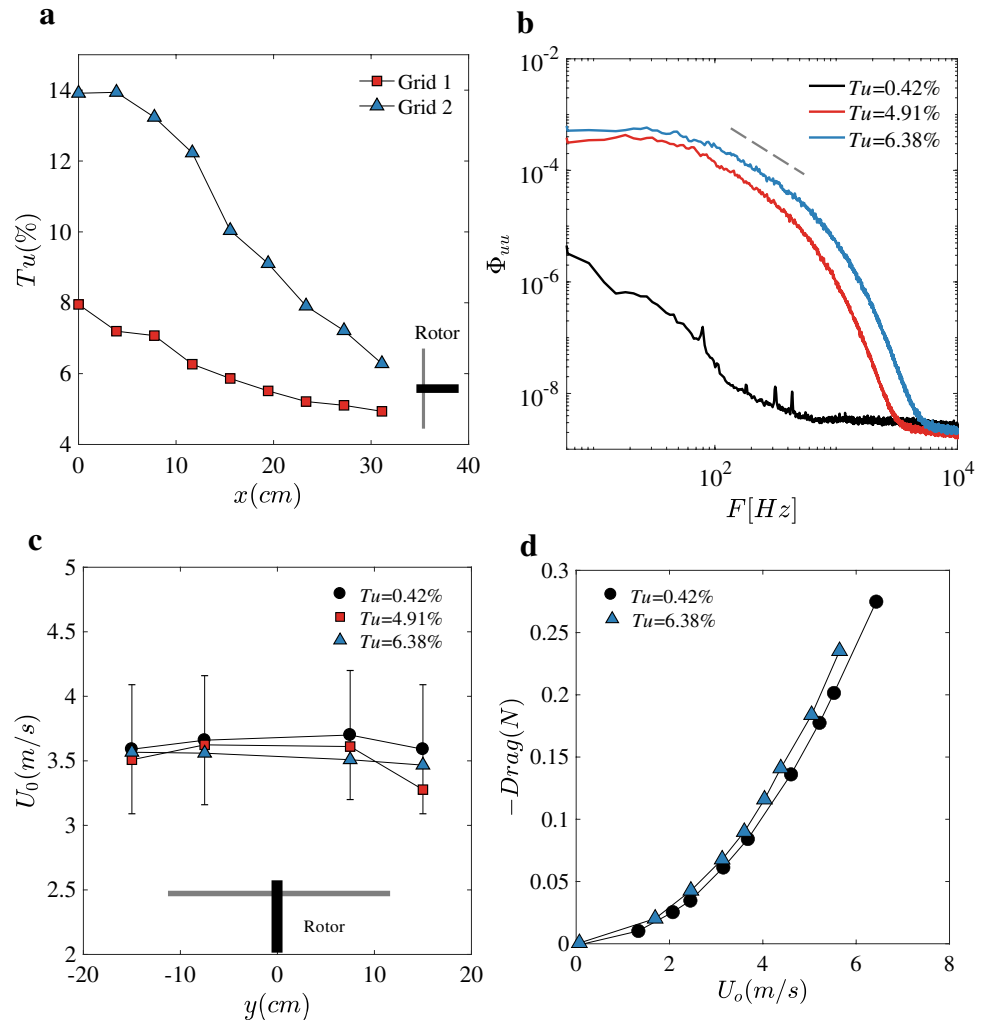 a
14
12
10
8
6
4
Tu(%)
Grid 1
Grid 2
Rotor
0
10
20
30
40
x(cm)
b
10^-2
10^-4
10^-6
10^-8
Φuu
Tu=0.42%
Tu=4.91%
Tu=6.38%
10^2
10^4
F[Hz]
c
5
4.5
4
3.5
3
2.5
2
U0(m/s)
Tu=0.42%
Tu=4.91%
Tu=6.38%
Rotor
-20
-10
0
10
20
y(cm)
d
0.3
0.25
0.2
0.15
0.1
0.05
0
−Drag(N)
Tu=0.42%
Tu=6.38%
0
2
4
6
8
Uo(m/s)